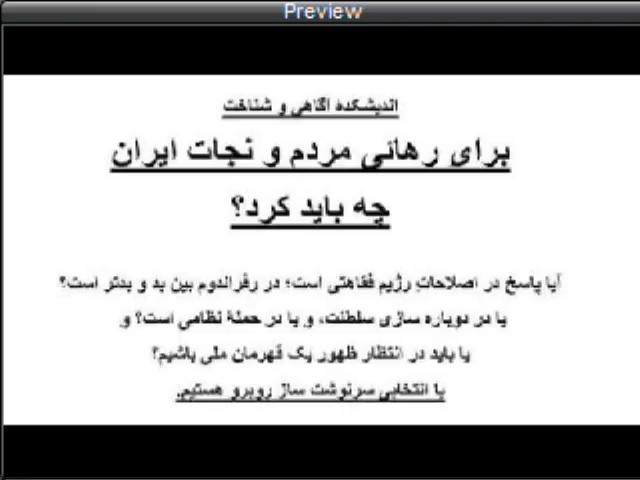 Preview
اندیشکده آگاهی و شناخت
برای رهائی مردم و نجات ایران
چه باید کرد؟
آیا پاسخ در اصلاحاتِ رژیم فقاهتی است؛ در رفراندوم بین بد و بدتر است؟
یا در دوباره سازی سلطنت، و یا در حملهٔ نظامی است؟ و
یا باید در انتظار ظهور یک قهرمان ملی باشیم؟
با انتخابی سرنوشت ساز روبرو هستیم.